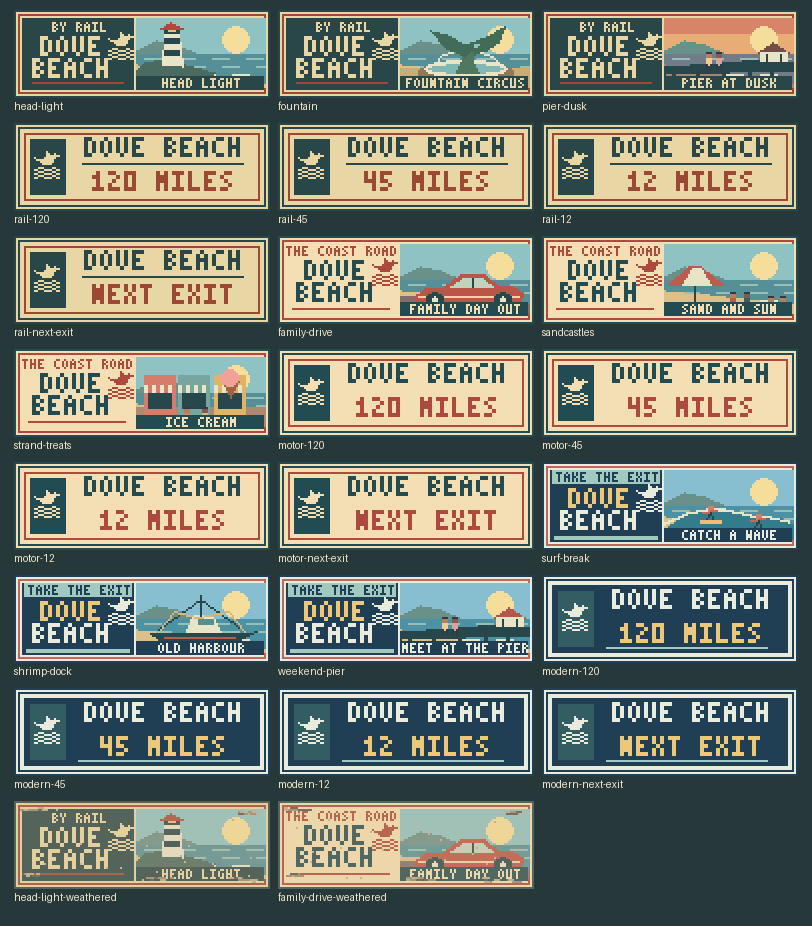 BY RAIL
DOVE
BEACH
HEAD LIGHT
head-light
BY RAIL
DOVE
BEACH
FOUNTAIN CIRCUS
fountain
BY RAIL
DOVE
BEACH
PIER AT DUSK
pier-dusk
DOVE BEACH
120 MILES
rail-120
DOVE BEACH
45 MILES
rail-45
DOVE BEACH
12 MILES
rail-12
DOVE BEACH
NEXT EXIT
rail-next-exit
THE COAST ROAD
DOVE
BEACH
FAMILY DAY OUT
family-drive
THE COAST ROAD
DOVE
BEACH
SAND AND SUN
sandcastles
THE COAST ROAD
DOVE
BEACH
ICE CREAM
strand-treats
DOVE BEACH
120 MILES
motor-120
DOVE BEACH
45 MILES
motor-45
DOVE BEACH
12 MILES
motor-12
DOVE BEACH
NEXT EXIT
motor-next-exit
TAKE THE EXIT
DOVE
BEACH
CATCH A WAVE
surf-break
TAKE THE EXIT
DOVE
BEACH
OLD HARBOUR
shrimp-dock
TAKE THE EXIT
DOVE
BEACH
MEET AT THE PIER
weekend-pier
DOVE BEACH
120 MILES
modern-120
DOVE BEACH
45 MILES
modern-45
DOVE BEACH
12 MILES
modern-12
DOVE BEACH
NEXT EXIT
modern-next-exit
BY RAIL
DOVE
BEACH
HEAD LIGHT
head-light-weathered
THE COAST ROAD
DOVE
BEACH
FAMILY DAY OUT
family-drive-weathered